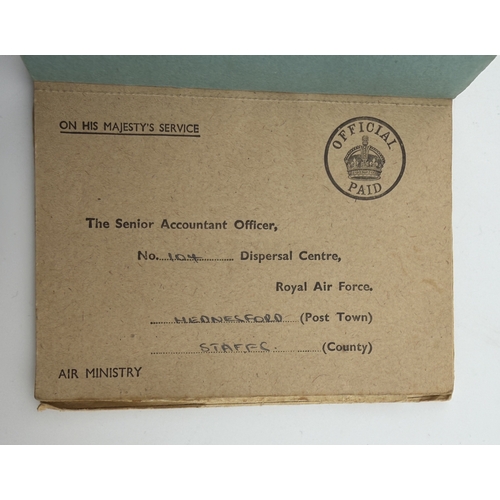 ON HIS MAJESTY'S SERVICE
OFFICIAL
PAID
The Senior Accountant Officer,
No. 104 Dispersal Centre,
Royal Air Force.
HEDNESFORD (Post Town)
STAFFS. (County)
AIR MINISTRY